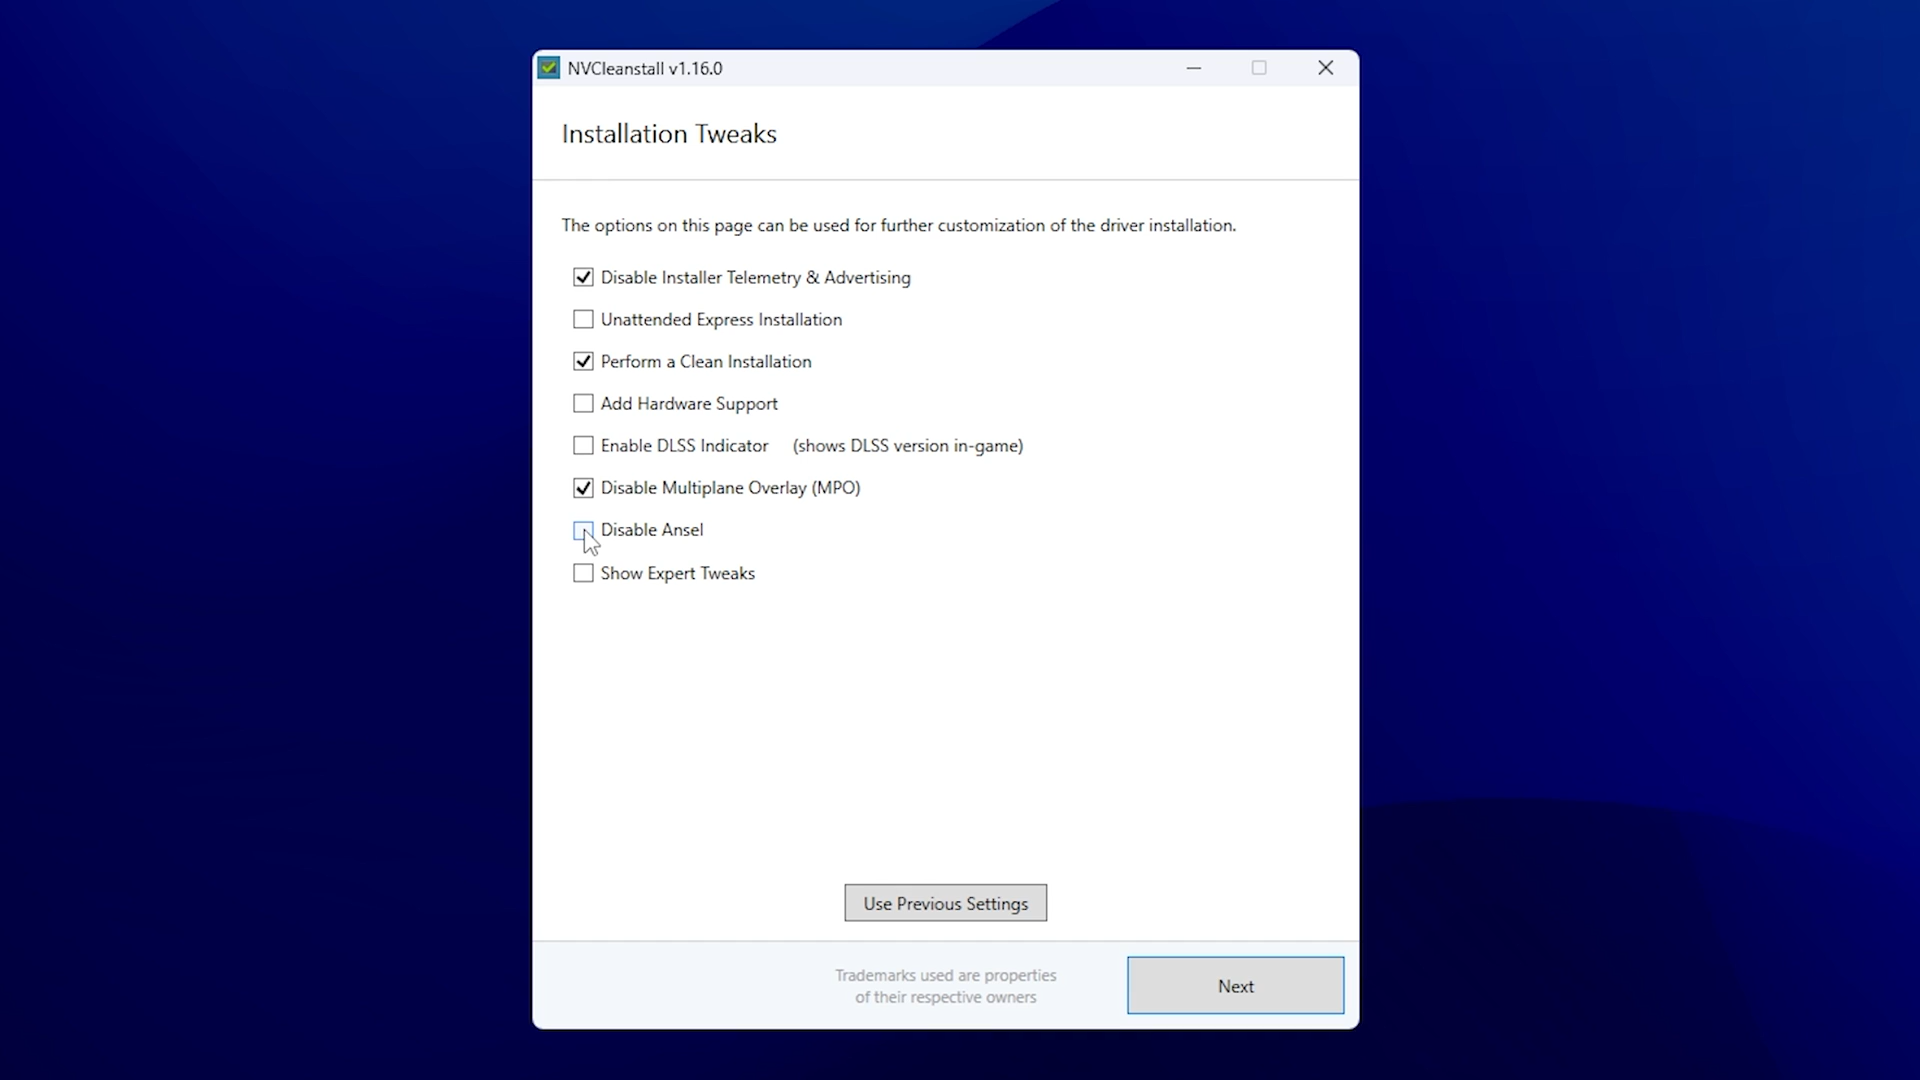 NVCleanstall v1.16.0
Installation Tweaks
The options on this page can be used for further customization of the driver installation.
Disable Installer Telemetry & Advertising
Unattended Express Installation
Perform a Clean Installation
Add Hardware Support
Enable DLSS Indicator (shows DLSS version in-game)
Disable Multiplane Overlay (MPO)
Disable Ansel
Show Expert Tweaks
Use Previous Settings
Trademarks used are properties
of their respective owners
Next